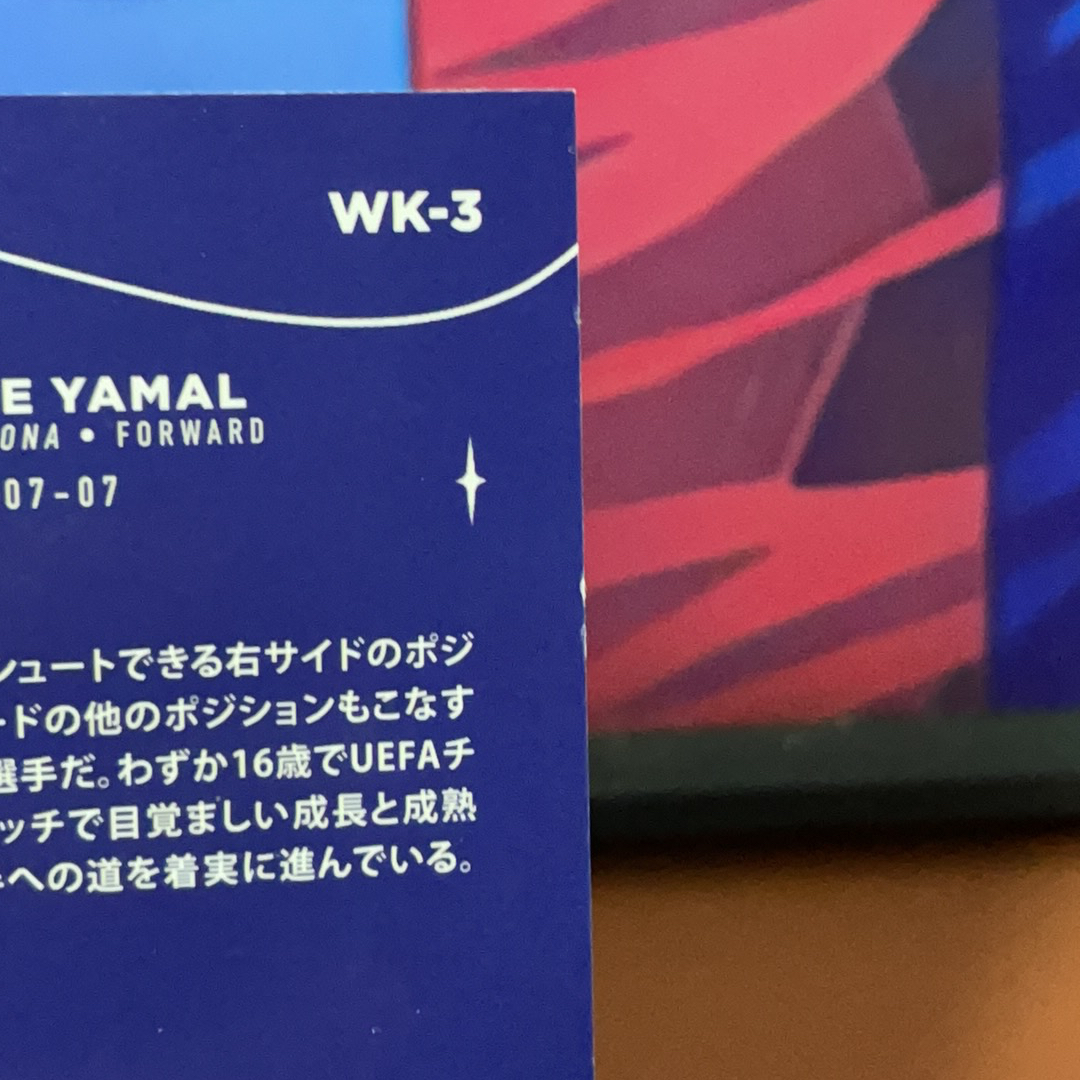 WK-3
E YAMAL
ONA • FORWARD
07-07
シュートできる右サイドのポジ
ードの他のポジションもこなす
選手だ。わずか16歳でUEFAチ
ッチで目覚ましい成長と成熟
への道を着実に進んでいる。